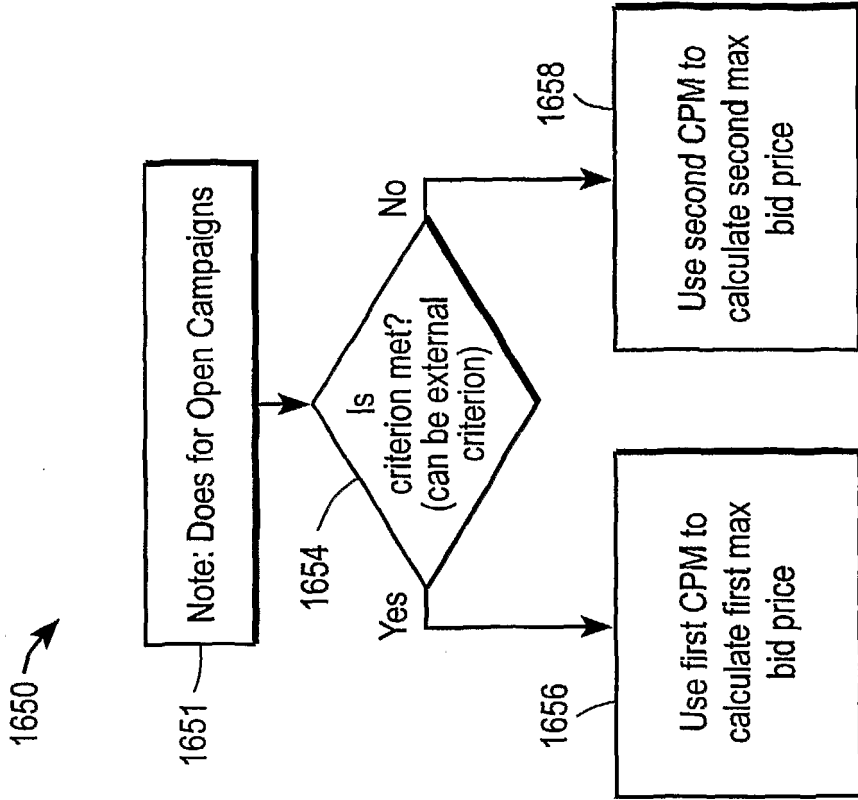 1650
1651
Note: Does for Open Campaigns
1654
Is
criterion met?
(can be external
criterion)
Yes
No
1656
Use first CPM to
calculate first max
bid price
1658
Use second CPM to
calculate second max
bid price